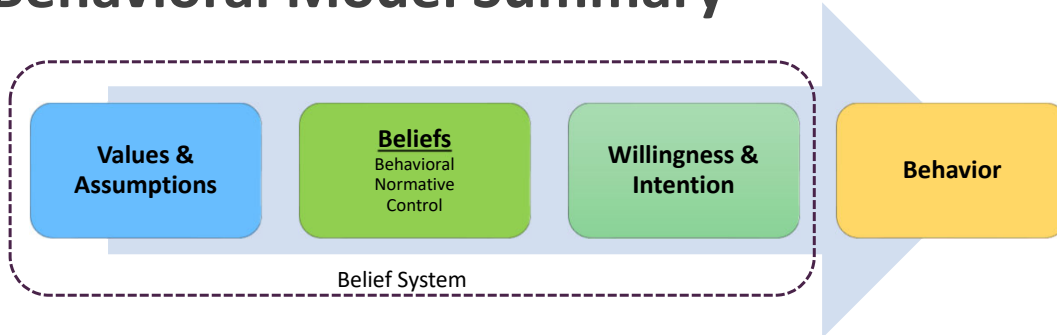 Behavioral Model Summary
Values &
Assumptions
Beliefs
Behavioral
Normative
Control
Willingness &
Intention
Behavior
Belief System